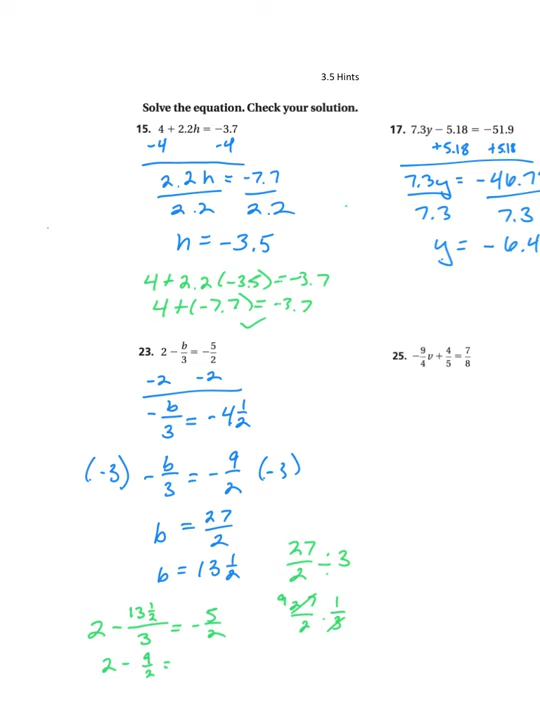 3.5 Hints
Solve the equation. Check your solution.
15. 4 + 2.2h = −3.7
-4 -4
2.2h = -7.7
2.2 2.2
h = -3.5
4 + 2.2(-3.5) = -3.7
4 + (-7.7) = -3.7 ✓
17. 7.3y − 5.18 = −51.9
+5.18 +5.18
7.3y = -46.7
7.3 7.3
y = -6.4
23. 2 − b/3 = −5/2
-2 -2
-b/3 = -4 1/2
(-3) -b/3 = -9/2 (-3)
b = 27/2
b = 13 1/2
2 - 13 1/2 / 3 = -5/2
2 - 9/2 =
27/2 ÷ 3
9 27/2 · 1/3
25. −9/4 v + 4/5 = 7/8